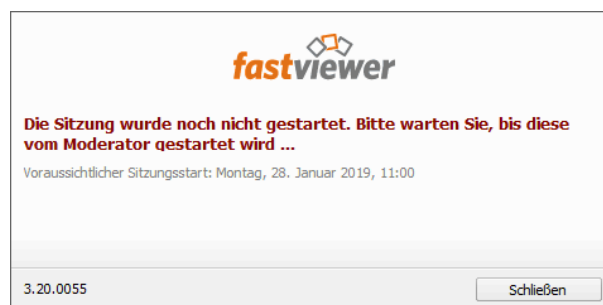 fastviewer
Die Sitzung wurde noch nicht gestartet. Bitte warten Sie, bis diese
vom Moderator gestartet wird ...
Voraussichtlicher Sitzungsstart: Montag, 28. Januar 2019, 11:00
3.20.0055
Schließen